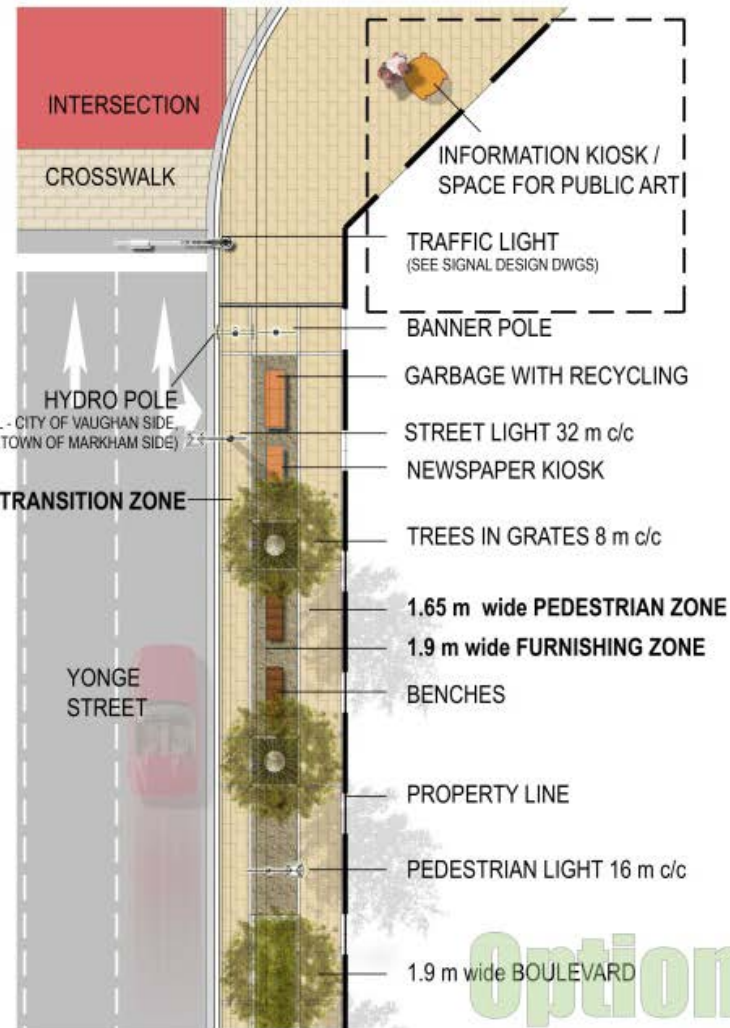 INTERSECTION
CROSSWALK
INFORMATION KIOSK /
SPACE FOR PUBLIC ART
TRAFFIC LIGHT
(SEE SIGNAL DESIGN DWGS)
BANNER POLE
GARBAGE WITH RECYCLING
HYDRO POLE
- CITY OF VAUGHAN SIDE,
TOWN OF MARKHAM SIDE)
STREET LIGHT 32 m c/c
NEWSPAPER KIOSK
TRANSITION ZONE
TREES IN GRATES 8 m c/c
1.65 m wide PEDESTRIAN ZONE
1.9 m wide FURNISHING ZONE
YONGE
STREET
BENCHES
PROPERTY LINE
PEDESTRIAN LIGHT 16 m c/c
1.9 m wide BOULEVARD
Option